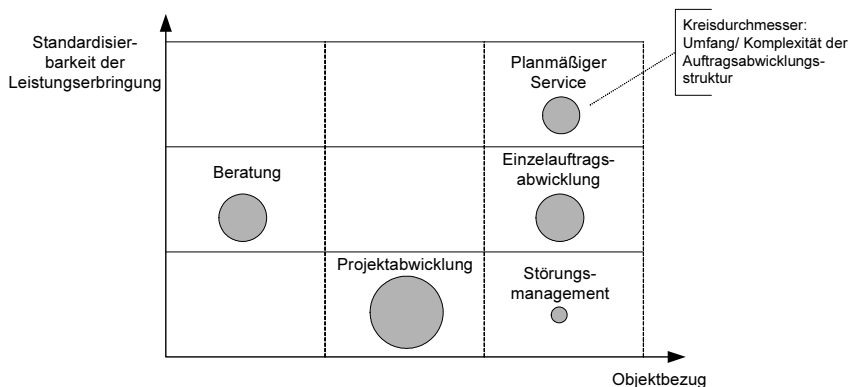 Standardisier-
barkeit der
Leistungserbringung
Kreisdurchmesser:
Umfang/ Komplexität der
Auftragsabwicklungs-
struktur
Planmäßiger
Service
Beratung
Einzelauftrags-
abwicklung
Projektabwicklung
Störungs-
management
Objektbezug